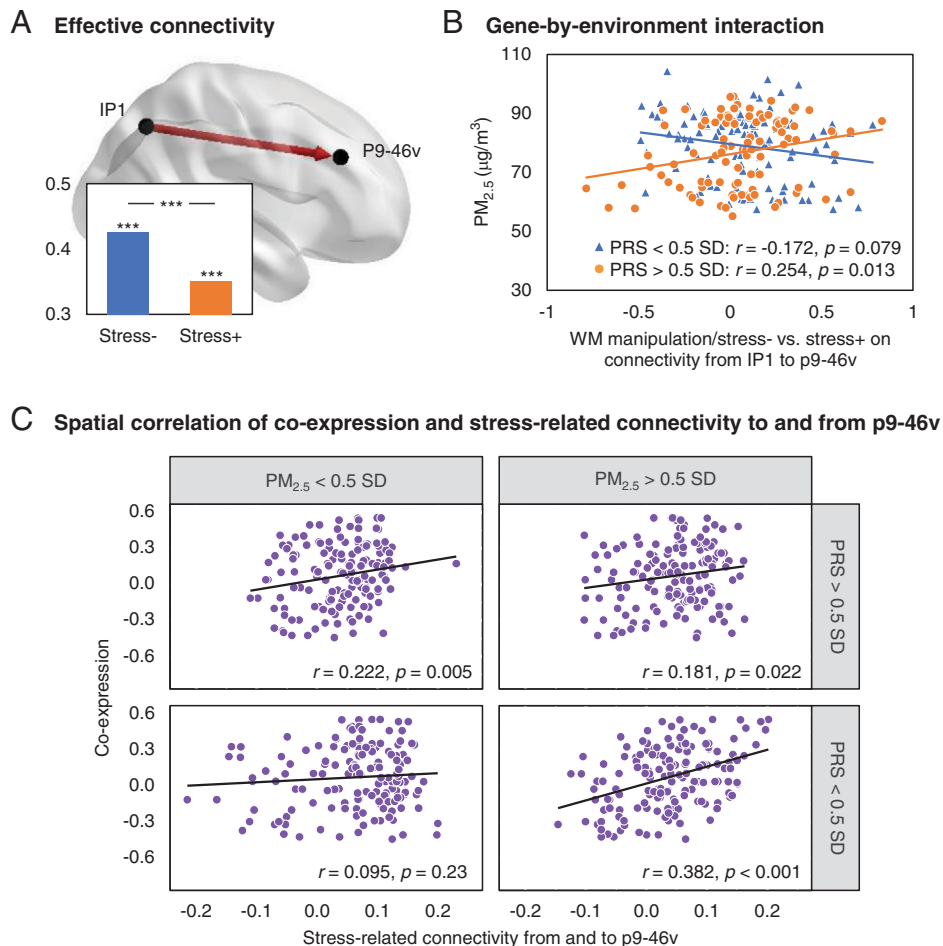 A Effective connectivity
IP1
P9-46v
0.5
0.4
0.3
***
***
***
Stress-
Stress+
B Gene-by-environment interaction
PM2.5 (µg/m³)
110
90
70
50
30
PRS < 0.5 SD: r = -0.172, p = 0.079
PRS > 0.5 SD: r = 0.254, p = 0.013
-1 -0.5 0 0.5 1
WM manipulation/stress- vs. stress+ on
connectivity from IP1 to p9-46v
C Spatial correlation of co-expression and stress-related connectivity to and from p9-46v
PM2.5 < 0.5 SD
PM2.5 > 0.5 SD
Co-expression
0.6
0.3
0.0
-0.3
-0.6
r = 0.222, p = 0.005
r = 0.181, p = 0.022
PRS > 0.5 SD
0.6
0.3
0.0
-0.3
-0.6
r = 0.095, p = 0.23
r = 0.382, p < 0.001
PRS < 0.5 SD
-0.2 -0.1 0.0 0.1 0.2
-0.2 -0.1 0.0 0.1 0.2
Stress-related connectivity from and to p9-46v